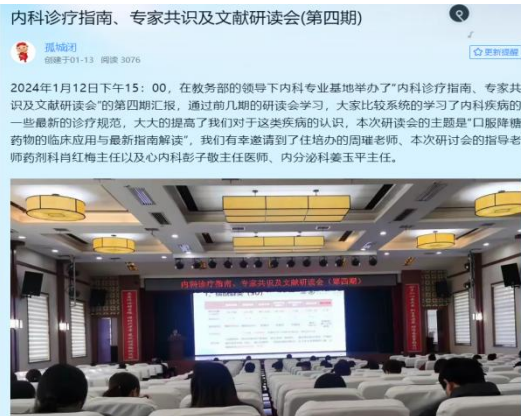 内科诊疗指南、专家共识及文献研读会(第四期)
孤城闭
创建于01-13 阅读 3076
更新提醒
2024年1月12日下午15：00，在教务部的领导下内科专业基地举办了“内科诊疗指南、专家共
识及文献研读会”的第四期汇报，通过前几期的研读会学习，大家比较系统的学习了内科疾病的
一些最新的诊疗规范，大大的提高了我们对于这类疾病的认识，本次研读会的主题是“口服降糖
药物的临床应用与最新指南解读”，我们有幸邀请到了住培办的周璀老师、本次研讨会的指导老
师药剂科肖红梅主任以及心内科彭子敬主任医师、内分泌科姜玉平主任。
内科诊疗指南、专家共识及文献研读会（第四期）